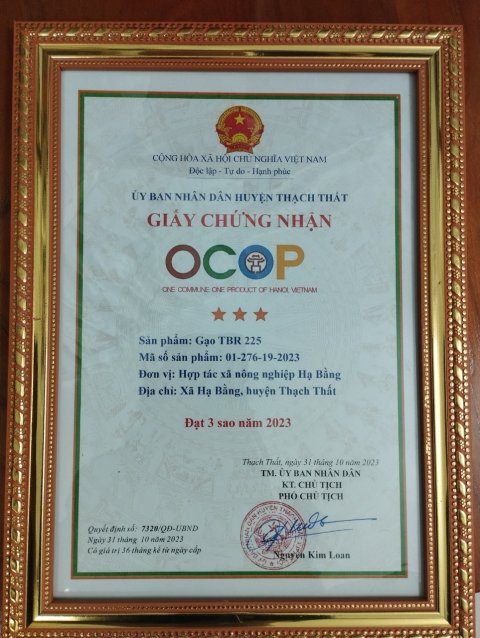 CỘNG HÒA XÃ HỘI CHỦ NGHĨA VIỆT NAM
Độc lập - Tự do - Hạnh phúc
ỦY BAN NHÂN DÂN HUYỆN THẠCH THẤT
GIẤY CHỨNG NHẬN
OCOP
ONE COMMUNE ONE PRODUCT OF HANOI, VIETNAM
Sản phẩm: Gạo TBR 225
Mã số sản phẩm: 01-276-19-2023
Đơn vị: Hợp tác xã nông nghiệp Hạ Bằng
Địa chỉ: Xã Hạ Bằng, huyện Thạch Thất
Đạt 3 sao năm 2023
Thạch Thất, ngày 31 tháng 10 năm 2023
TM. ỦY BAN NHÂN DÂN
KT. CHỦ TỊCH
PHÓ CHỦ TỊCH
Quyết định số: 7320/QĐ-UBND
Ngày 31 tháng 10 năm 2023
Có giá trị 36 tháng kể từ ngày cấp
Nguyễn Kim Loan